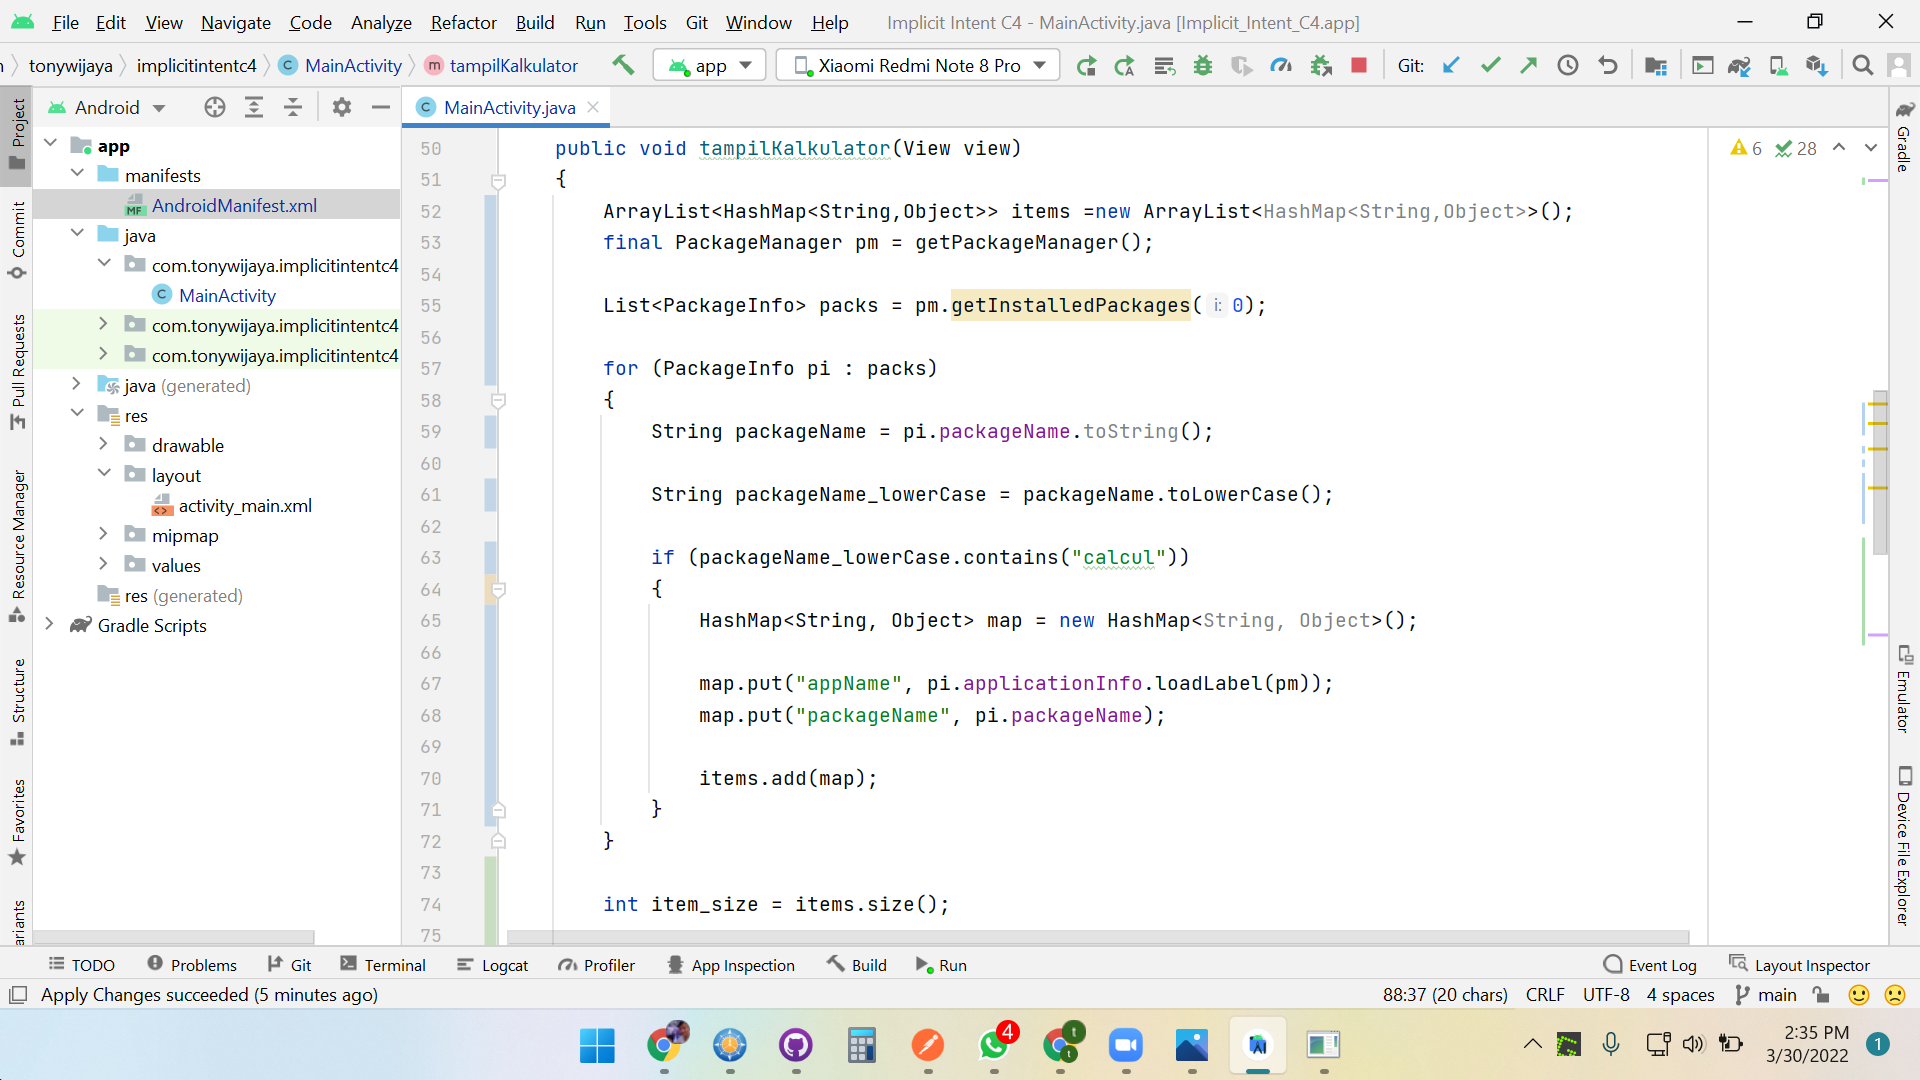 File Edit View Navigate Code Analyze Refactor Build Run Tools Git Window Help Implicit Intent C4 - MainActivity.java [Implicit_Intent_C4.app]
tonywijaya implicitintentc4 C MainActivity m tampilKalkulator app Xiaomi Redmi Note 8 Pro Git:
Project
Commit
Pull Requests
Resource Manager
Structure
Favorites
Android
app
manifests
MF AndroidManifest.xml
java
com.tonywijaya.implicitintentc4
C MainActivity
com.tonywijaya.implicitintentc4
com.tonywijaya.implicitintentc4
java (generated)
res
drawable
layout
activity_main.xml
mipmap
values
res (generated)
Gradle Scripts
C MainActivity.java
6 28
50 public void tampilKalkulator(View view)
51 {
52 ArrayList<HashMap<String,Object>> items =new ArrayList<HashMap<String,Object>>();
53 final PackageManager pm = getPackageManager();
54
55 List<PackageInfo> packs = pm.getInstalledPackages( i: 0);
56
57 for (PackageInfo pi : packs)
58 {
59 String packageName = pi.packageName.toString();
60
61 String packageName_lowerCase = packageName.toLowerCase();
62
63 if (packageName_lowerCase.contains("calcul"))
64 {
65 HashMap<String, Object> map = new HashMap<String, Object>();
66
67 map.put("appName", pi.applicationInfo.loadLabel(pm));
68 map.put("packageName", pi.packageName);
69
70 items.add(map);
71 }
72 }
73
74 int item_size = items.size();
75
Gradle
Emulator
Device File Explorer
TODO Problems Git Terminal Logcat Profiler App Inspection Build Run Event Log Layout Inspector
Apply Changes succeeded (5 minutes ago) 88:37 (20 chars) CRLF UTF-8 4 spaces main
4
t
t
2:35 PM
3/30/2022
1